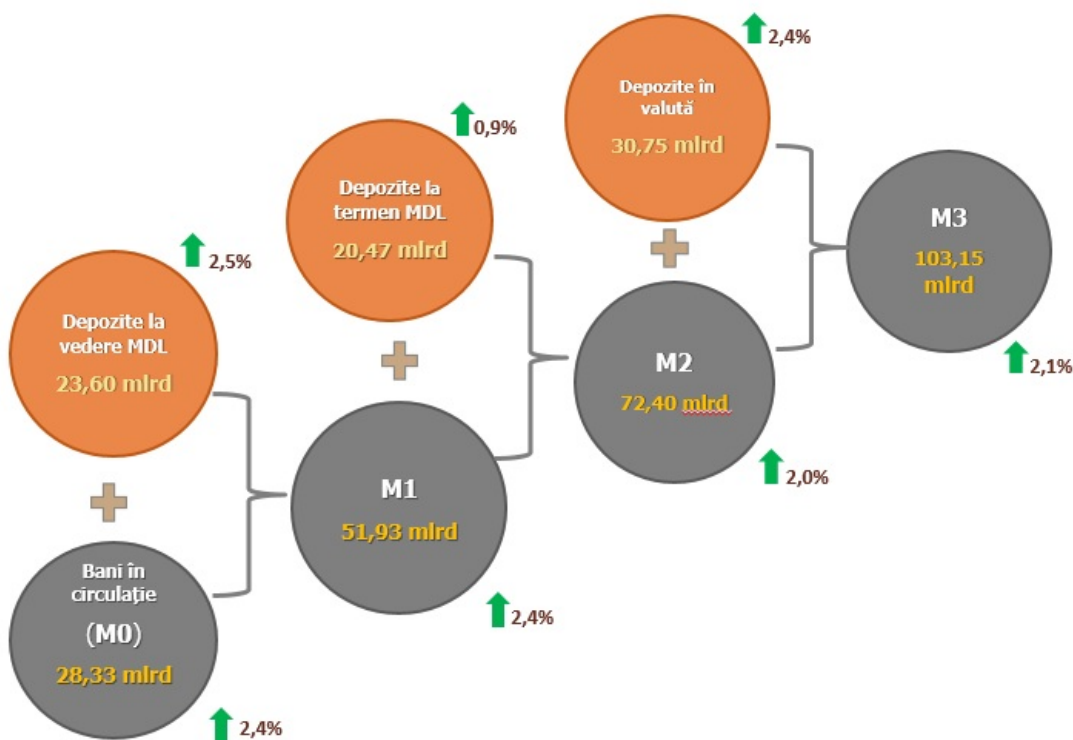 2,4%
Depozite în
valută
30,75 mlrd
0,9%
Depozite la
termen MDL
20,47 mlrd
M3
103,15
mlrd
2,1%
2,5%
Depozite la
vedere MDL
23,60 mlrd
M2
72,40 mlrd
2,0%
M1
51,93 mlrd
2,4%
Bani în
circulaţie
(M0)
28,33 mlrd
2,4%